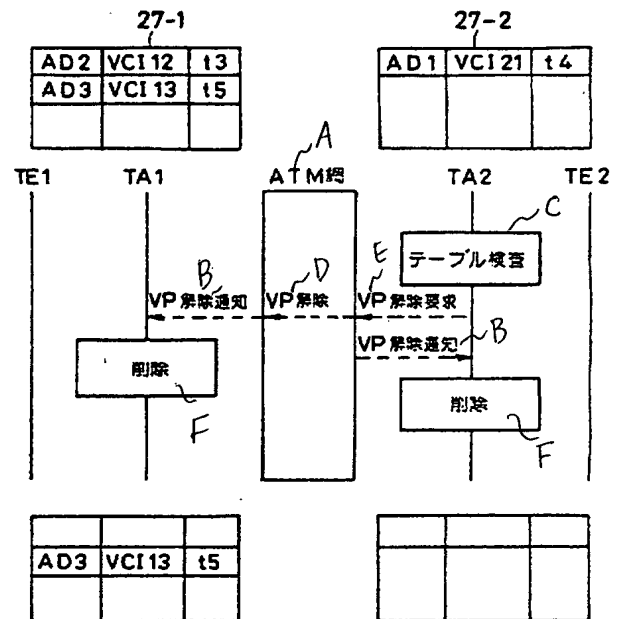 27-1 27-2
AD2 VCI12 t3 AD1 VCI21 t4
AD3 VCI13 t5
A
TE1 TA1 ATM網 TA2 TE2
C
テーブル検査
B D E
VP解除通知 VP解除 VP解除要求
VP解除通知 B
削除 削除
F F
AD3 VCI13 t5